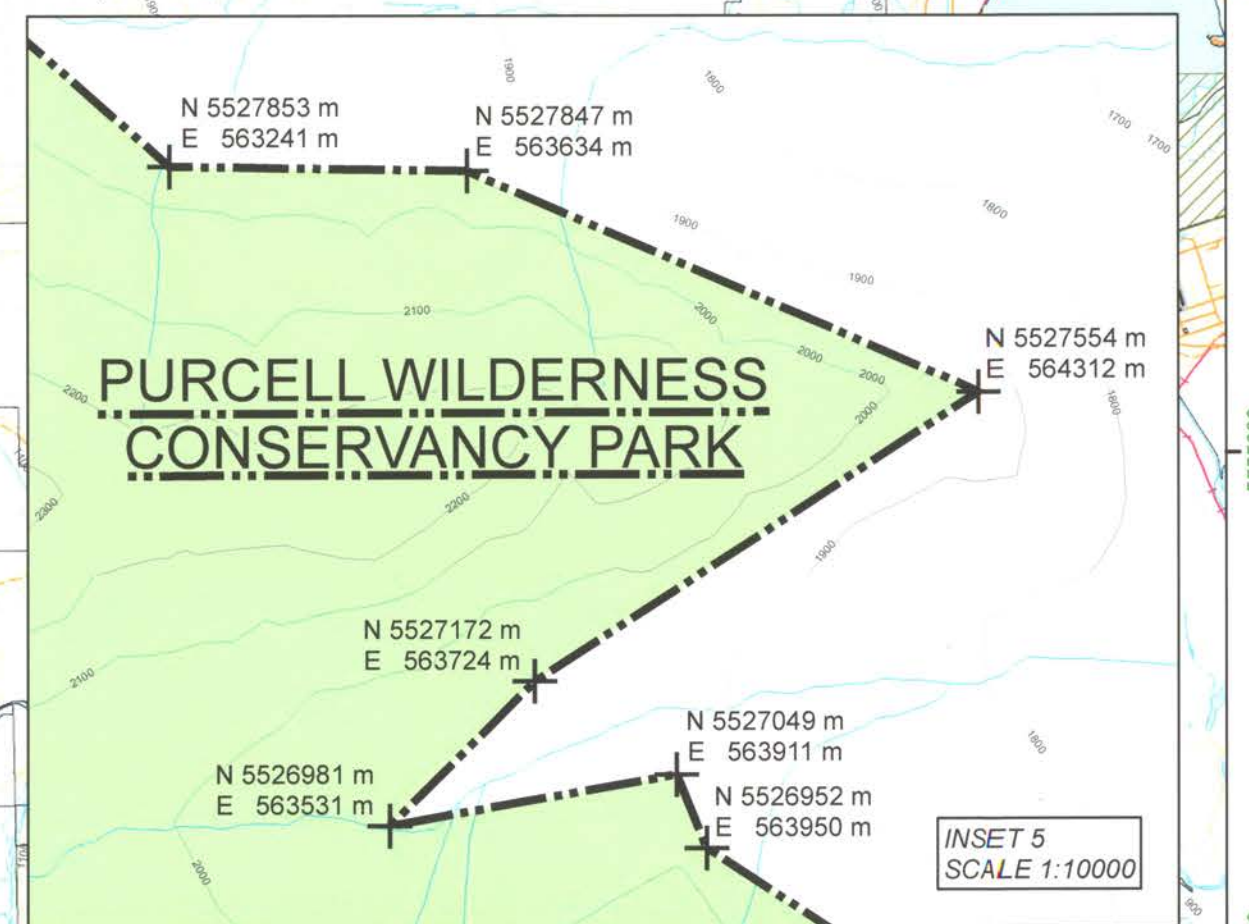 1900
1800
1700
1700
N 5527853 m
E 563241 m
N 5527847 m
E 563634 m
1800
1900
1900
2100
2000
N 5527554 m
E 564312 m
2000
2000
PURCELL WILDERNESS
2200
2000
1800
CONSERVANCY PARK
2300
2200
1900
N 5527172 m
E 563724 m
2100
N 5527049 m
E 563911 m
1800
N 5526981 m
E 563531 m
N 5526952 m
E 563950 m
INSET 5
SCALE 1:10000
2000
900